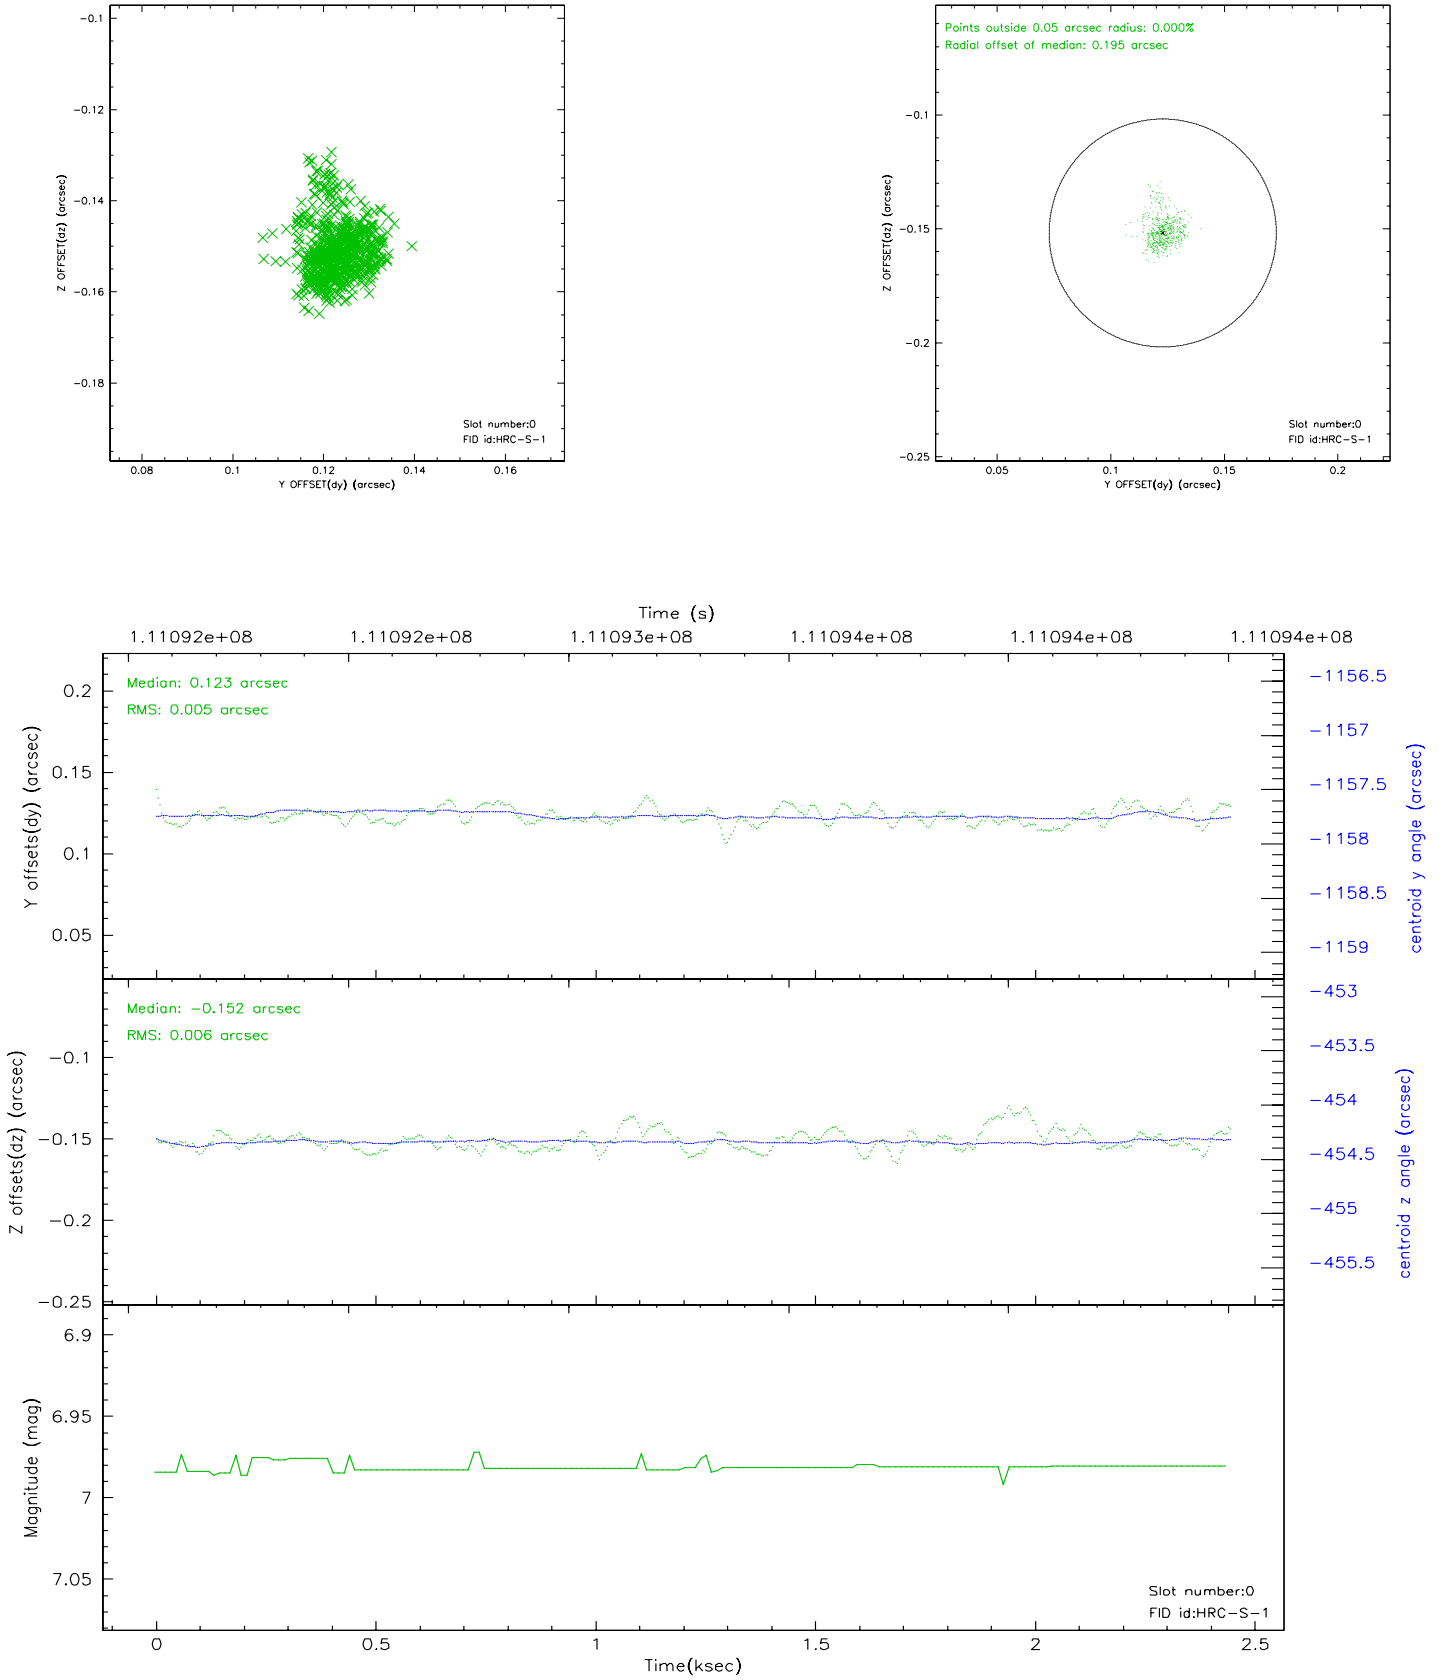 -0.1
-0.12
-0.14
-0.16
-0.18
Z OFFSET(dz) (arcsec)
Slot number:0
FID id:HRC-S-1
0.08 0.1 0.12 0.14 0.16
Y OFFSET(dy) (arcsec)
Points outside 0.05 arcsec radius: 0.000%
Radial offset of median: 0.195 arcsec
-0.1
-0.15
-0.2
-0.25
Z OFFSET(dz) (arcsec)
Slot number:0
FID id:HRC-S-1
0.05 0.1 0.15 0.2
Y OFFSET(dy) (arcsec)
Time (s)
1.11092e+08 1.11092e+08 1.11093e+08 1.11094e+08 1.11094e+08 1.11094e+08
Median: 0.123 arcsec
RMS: 0.005 arcsec
0.2
0.15
0.1
0.05
Y offsets(dy) (arcsec)
-1156.5
-1157
-1157.5
-1158
-1158.5
-1159
centroid y angle (arcsec)
Median: -0.152 arcsec
RMS: 0.006 arcsec
-0.1
-0.15
-0.2
-0.25
Z offsets(dz) (arcsec)
-453
-453.5
-454
-454.5
-455
-455.5
centroid z angle (arcsec)
6.9
6.95
7
7.05
Magnitude (mag)
Slot number:0
FID id:HRC-S-1
0 0.5 1 1.5 2 2.5
Time(ksec)